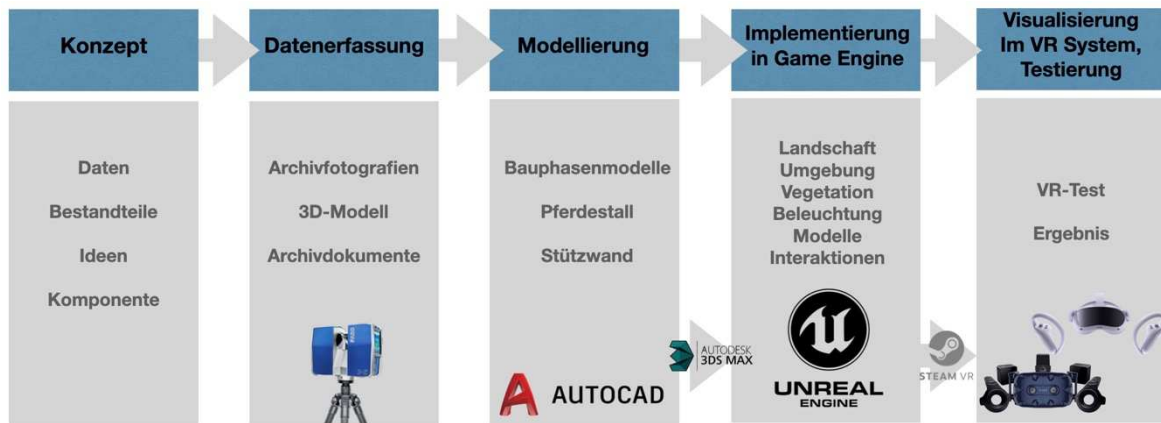 Konzept
Daten
Bestandteile
Ideen
Komponente
Datenerfassung
Archivfotografien
3D-Modell
Archivdokumente
Modellierung
Bauphasenmodelle
Pferdestall
Stützwand
AUTOCAD
AUTODESK
3DS MAX
Implementierung
in Game Engine
Landschaft
Umgebung
Vegetation
Beleuchtung
Modelle
Interaktionen
UNREAL
ENGINE
STEAM VR
Visualisierung
Im VR System,
Testierung
VR-Test
Ergebnis